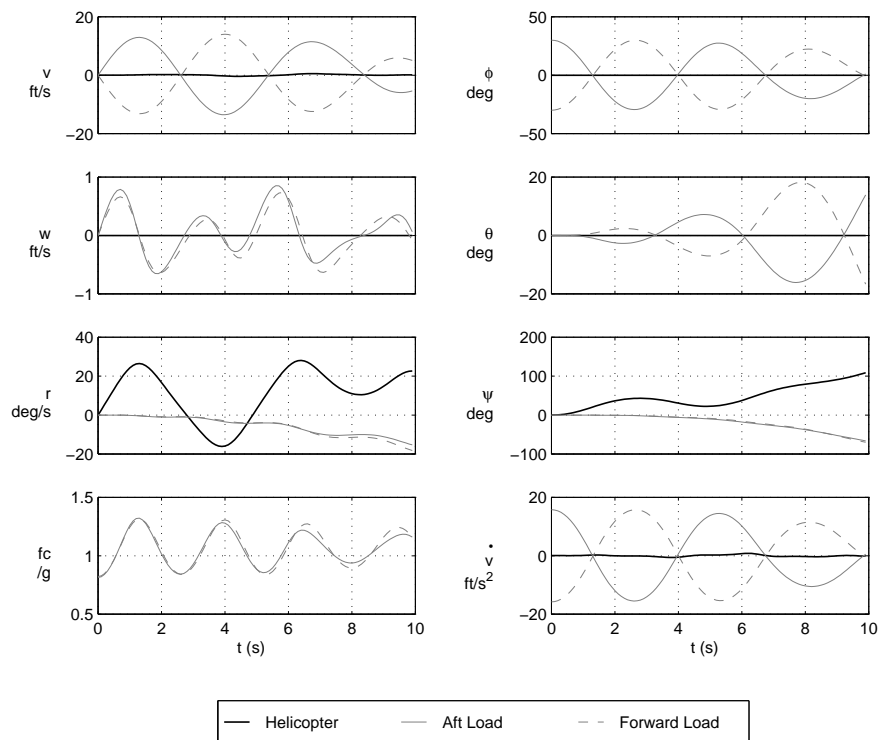 20
0
−20
v
ft/s
50
0
−50
ϕ
deg
1
0
−1
w
ft/s
20
0
−20
θ
deg
40
20
0
−20
r
deg/s
200
100
0
−100
ψ
deg
1.5
1
0.5
fc
/g
0 2 4 6 8 10
t (s)
20
0
−20
v̇
ft/s²
0 2 4 6 8 10
t (s)
Helicopter Aft Load Forward Load